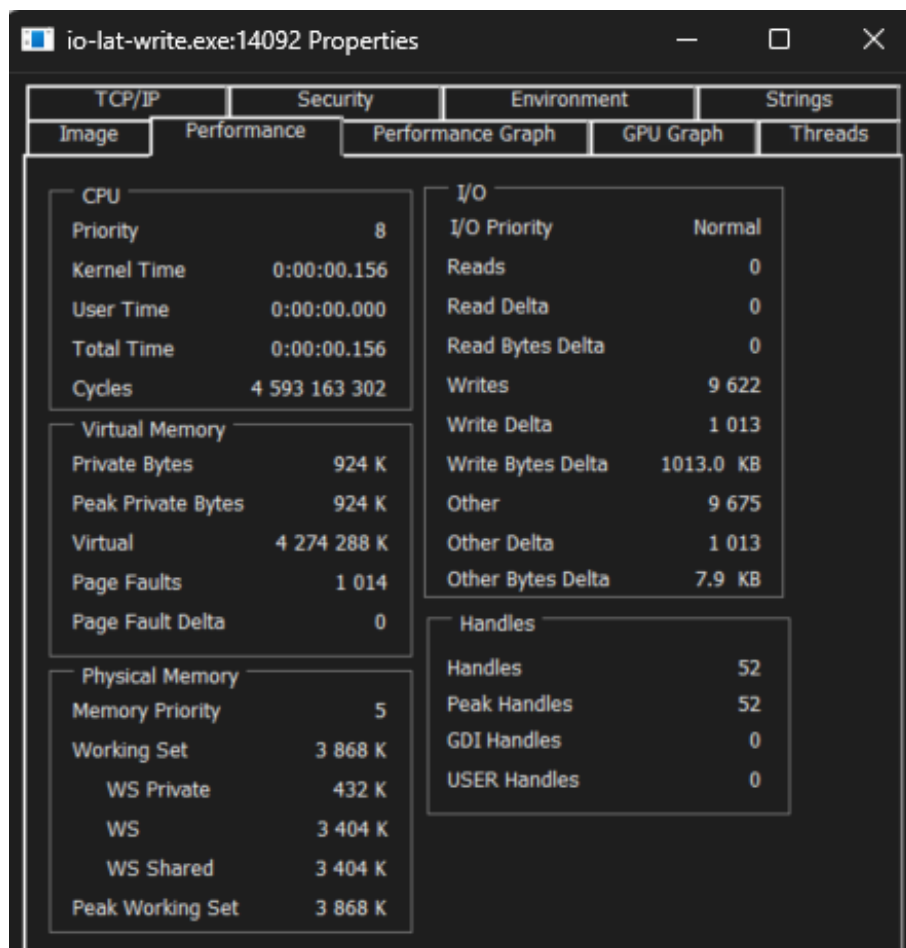 io-lat-write.exe:14092 Properties
TCP/IP Security Environment Strings
Image Performance Performance Graph GPU Graph Threads
CPU
Priority 8
Kernel Time 0:00:00.156
User Time 0:00:00.000
Total Time 0:00:00.156
Cycles 4 593 163 302
Virtual Memory
Private Bytes 924 K
Peak Private Bytes 924 K
Virtual 4 274 288 K
Page Faults 1 014
Page Fault Delta 0
Physical Memory
Memory Priority 5
Working Set 3 868 K
WS Private 432 K
WS 3 404 K
WS Shared 3 404 K
Peak Working Set 3 868 K
I/O
I/O Priority Normal
Reads 0
Read Delta 0
Read Bytes Delta 0
Writes 9 622
Write Delta 1 013
Write Bytes Delta 1013.0 KB
Other 9 675
Other Delta 1 013
Other Bytes Delta 7.9 KB
Handles
Handles 52
Peak Handles 52
GDI Handles 0
USER Handles 0